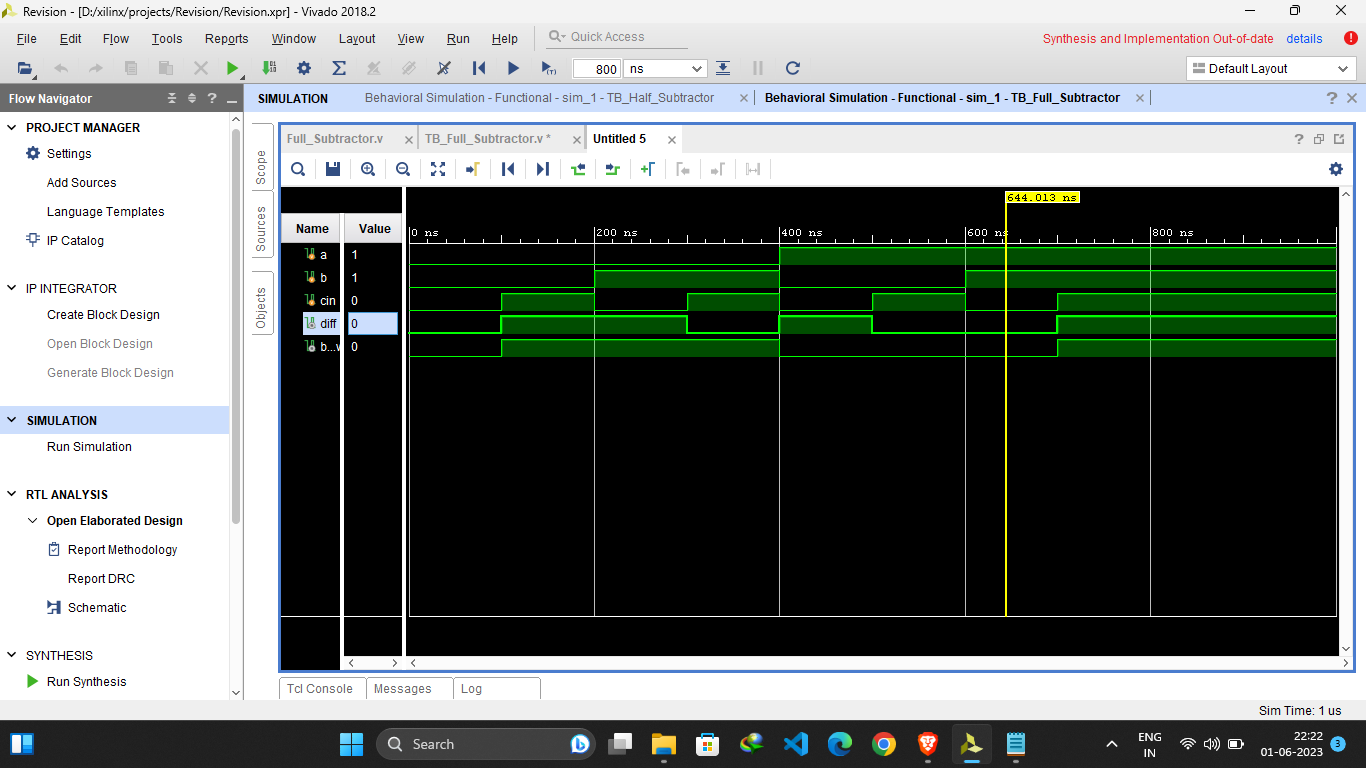 Revision - [D:/xilinx/projects/Revision/Revision.xpr] - Vivado 2018.2
File Edit Flow Tools Reports Window Layout View Run Help Quick Access
Synthesis and Implementation Out-of-date details
800 ns Default Layout
Flow Navigator
SIMULATION Behavioral Simulation - Functional - sim_1 - TB_Half_Subtractor Behavioral Simulation - Functional - sim_1 - TB_Full_Subtractor
PROJECT MANAGER
Settings
Add Sources
Language Templates
IP Catalog
IP INTEGRATOR
Create Block Design
Open Block Design
Generate Block Design
SIMULATION
Run Simulation
RTL ANALYSIS
Open Elaborated Design
Report Methodology
Report DRC
Schematic
SYNTHESIS
Run Synthesis
Scope
Sources
Objects
Full_Subtractor.v TB_Full_Subtractor.v * Untitled 5
644.013 ns
Name Value
0 ns 200 ns 400 ns 600 ns 800 ns
a 1
b 1
cin 0
diff 0
b...v 0
Tcl Console Messages Log
Sim Time: 1 us
Search
ENG
IN
22:22
01-06-2023
3